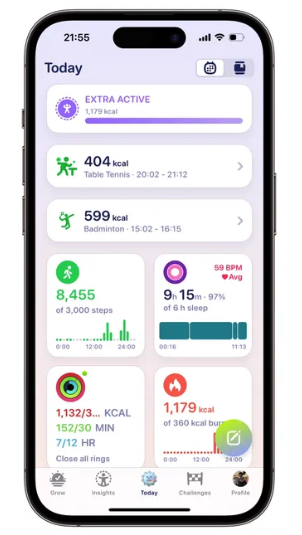 21:55
Today
EXTRA ACTIVE
1,179 kcal
404 kcal
Table Tennis · 20:02 - 21:12
599 kcal
Badminton · 15:02 - 16:15
8,455
of 3,000 steps
0:00 12:00 24:00
59 BPM
Avg
9h 15m · 97%
of 6 h sleep
00:16 11:13
1,132/3... KCAL
152/30 MIN
7/12 HR
Close all rings
1,179 kcal
of 360 kcal
0:00 12:00 24:00
Grow Insights Today Challenges Profile